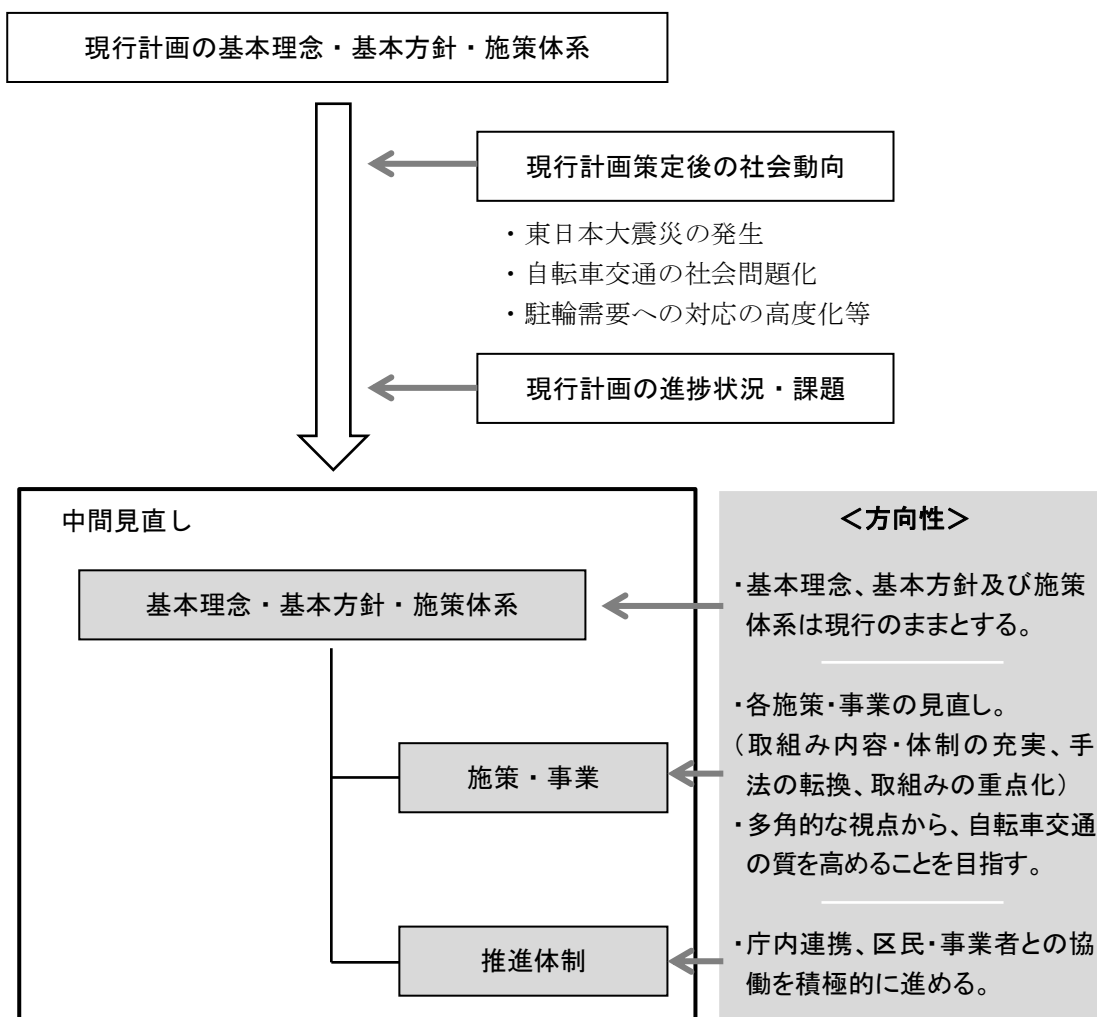 現行計画の基本理念・基本方針・施策体系
現行計画策定後の社会動向
・東日本大震災の発生
・自転車交通の社会問題化
・駐輪需要への対応の高度化等
現行計画の進捗状況・課題
中間見直し
基本理念・基本方針・施策体系
施策・事業
推進体制
＜方向性＞
・基本理念、基本方針及び施策
体系は現行のままとする。
・各施策・事業の見直し。
（取組み内容・体制の充実、手
法の転換、取組みの重点化）
・多角的な視点から、自転車交通
の質を高めることを目指す。
・庁内連携、区民・事業者との協
働を積極的に進める。